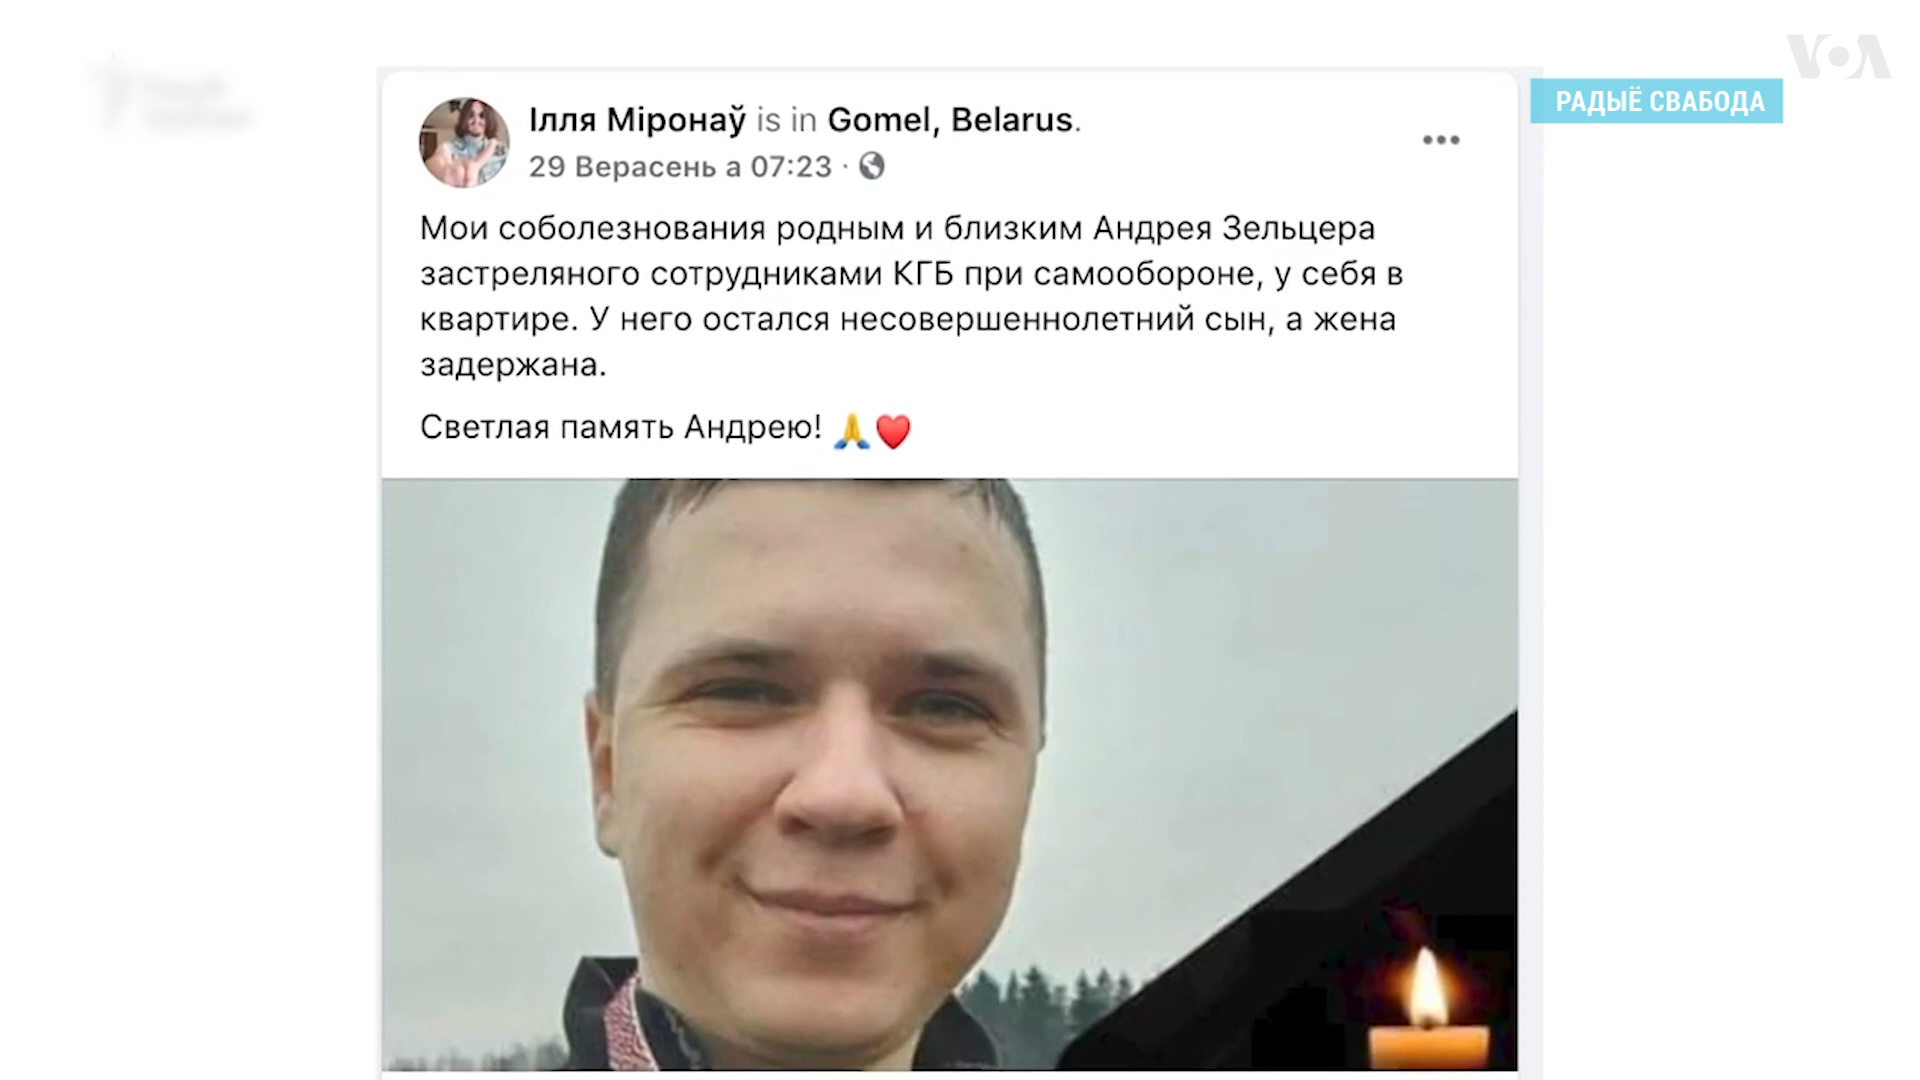 VOA
РАДЫЁ СВАБОДА
Ілля Міронаў is in Gomel, Belarus.
29 Верасень а 07:23 ·
Мои соболезнования родным и близким Андрея Зельцера
застреляного сотрудниками КГБ при самообороне, у себя в
квартире. У него остался несовершеннолетний сын, а жена
задержана.
Светлая память Андрею! 🙏♥️